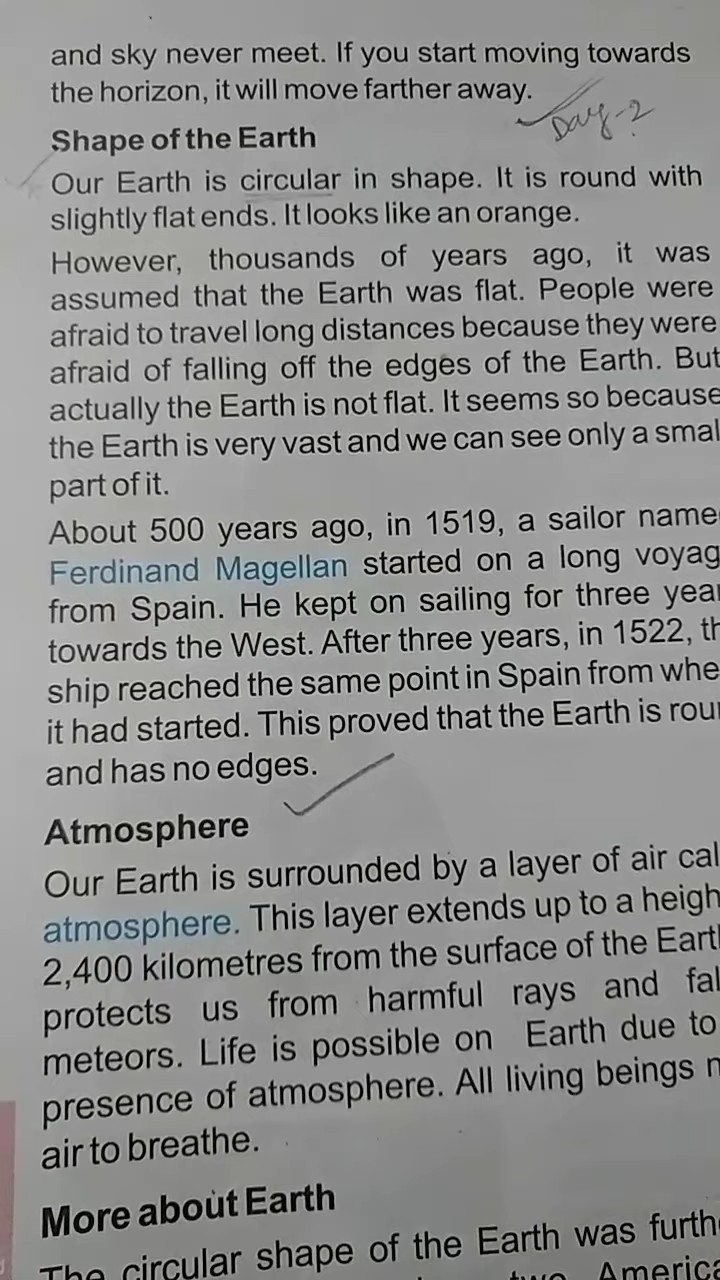 and sky never meet. If you start moving towards
the horizon, it will move farther away.
Day-2
Shape of the Earth
Our Earth is circular in shape. It is round with
slightly flat ends. It looks like an orange.
However, thousands of years ago, it was
assumed that the Earth was flat. People were
afraid to travel long distances because they were
afraid of falling off the edges of the Earth. But
actually the Earth is not flat. It seems so because
the Earth is very vast and we can see only a smal
part of it.
About 500 years ago, in 1519, a sailor name
Ferdinand Magellan started on a long voyag
from Spain. He kept on sailing for three yea
towards the West. After three years, in 1522, th
ship reached the same point in Spain from whe
it had started. This proved that the Earth is rou
and has no edges.
Atmosphere
Our Earth is surrounded by a layer of air cal
atmosphere. This layer extends up to a heigh
2,400 kilometres from the surface of the Eart
protects us from harmful rays and fal
meteors. Life is possible on Earth due to
presence of atmosphere. All living beings
air to breathe.
More about Earth
The circular shape of the Earth was furth
two America